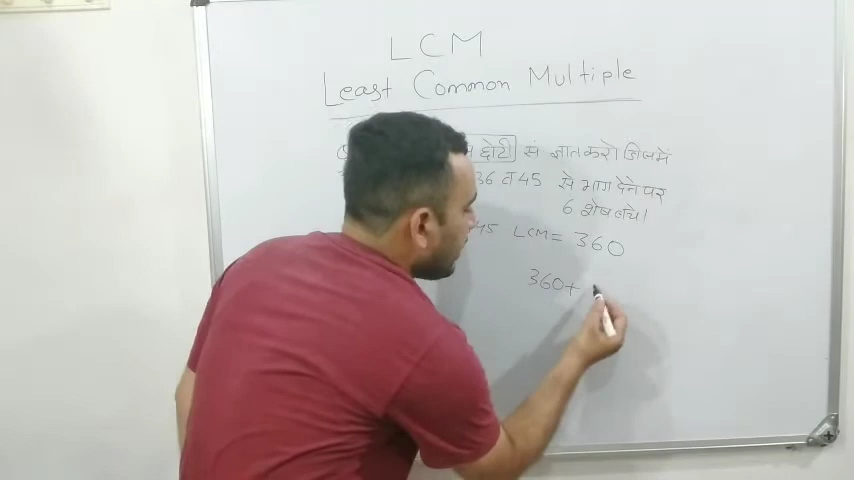 LCM
Least Common Multiple
छोटी सं ज्ञात करो जिसमें
36 व 45 से भाग देने पर
6 शेष बचे।
45 LCM = 360
360+